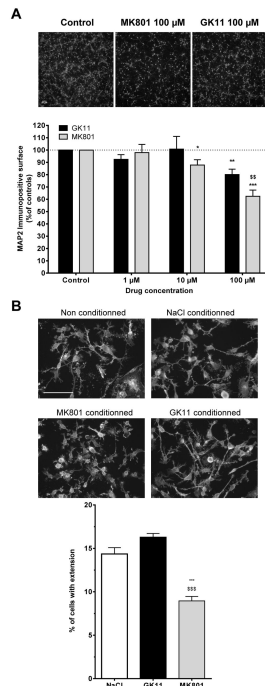 A
Control MK801 100 µM GK11 100 µM
GK11
MK801
MAP2 Immunopositive surface
(% of controls)
120
110
100
90
80
70
60
50
40
30
20
10
0
*
**
$$
***
Control 1 µM 10 µM 100 µM
Drug concentration
B
Non conditionned NaCl conditionned
MK801 conditionned GK11 conditionned
% of cells with extension
20
15
10
5
0
***
$$$
NaCl GK11 MK801